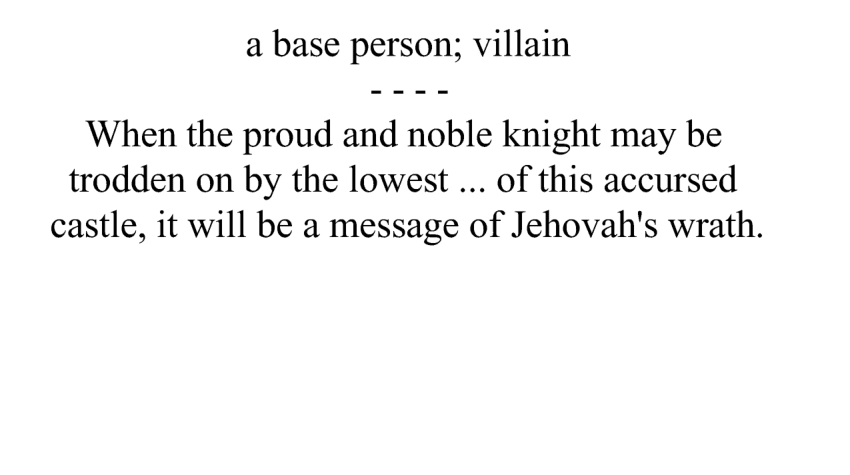 a base person; villain
- - - -
When the proud and noble knight may be
trodden on by the lowest ... of this accursed
castle, it will be a message of Jehovah's wrath.